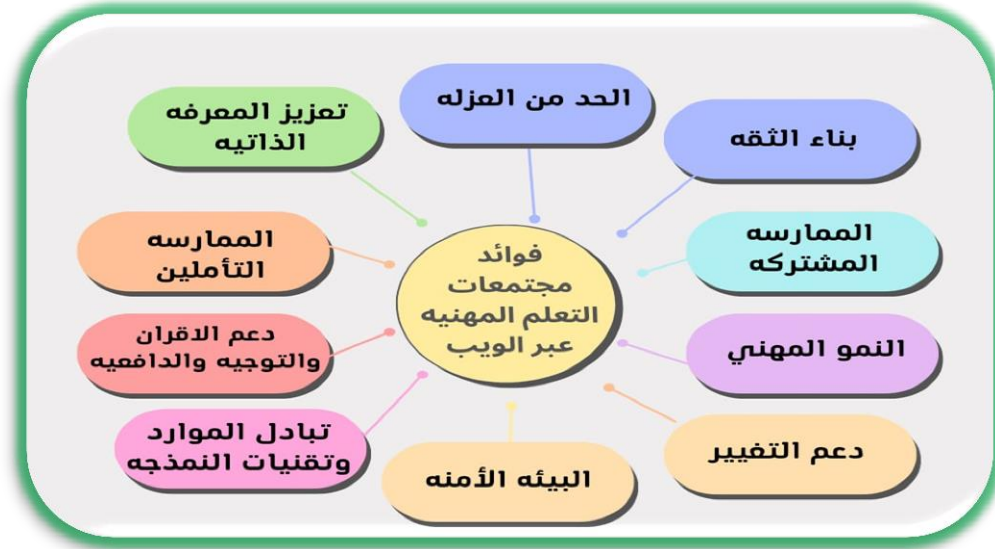 فوائد
مجتمعات
التعلم المهنيه
عبر الويب
الحد من العزله
بناء الثقه
الممارسه
المشتركه
النمو المهني
دعم التغيير
البيئه الأمنه
تبادل الموارد
وتقنيات النمذجه
دعم الاقران
والتوجيه والدافعيه
الممارسه
التأملين
تعزيز المعرفه
الذاتيه